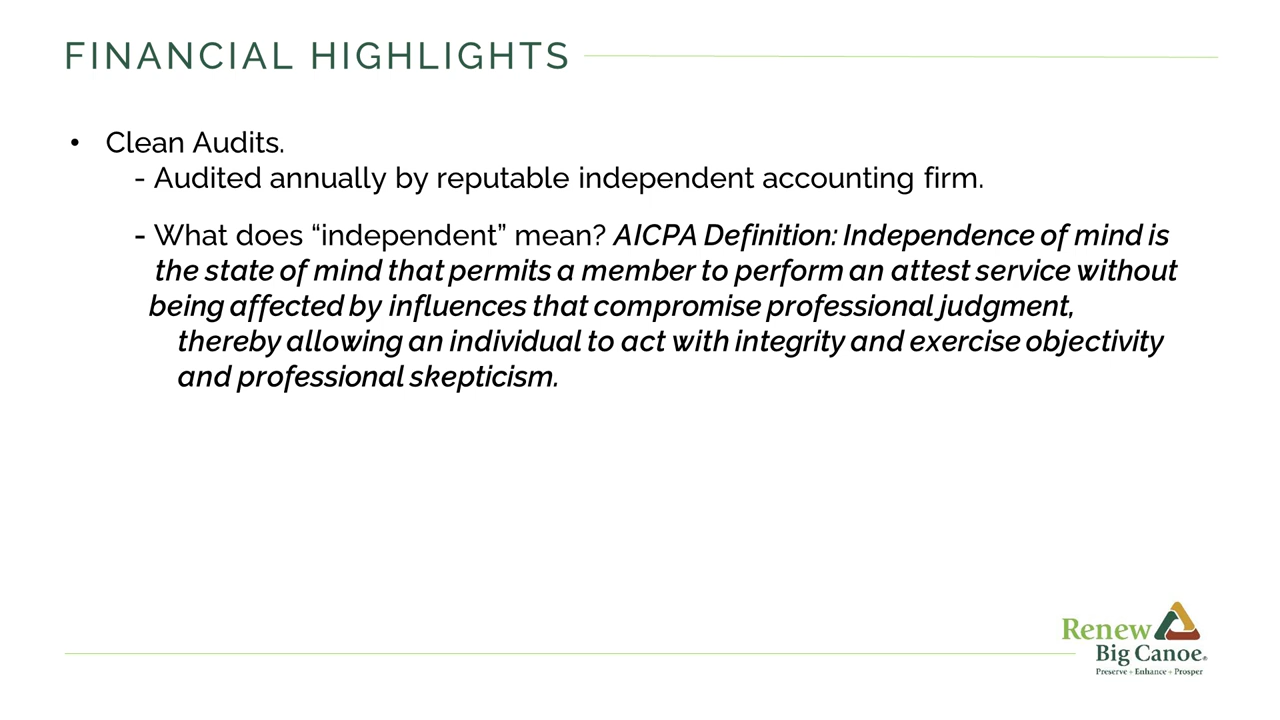 FINANCIAL HIGHLIGHTS
• Clean Audits.
- Audited annually by reputable independent accounting firm.
- What does “independent” mean? AICPA Definition: Independence of mind is
the state of mind that permits a member to perform an attest service without
being affected by influences that compromise professional judgment,
thereby allowing an individual to act with integrity and exercise objectivity
and professional skepticism.
Renew
Big Canoe®
Preserve + Enhance + Prosper